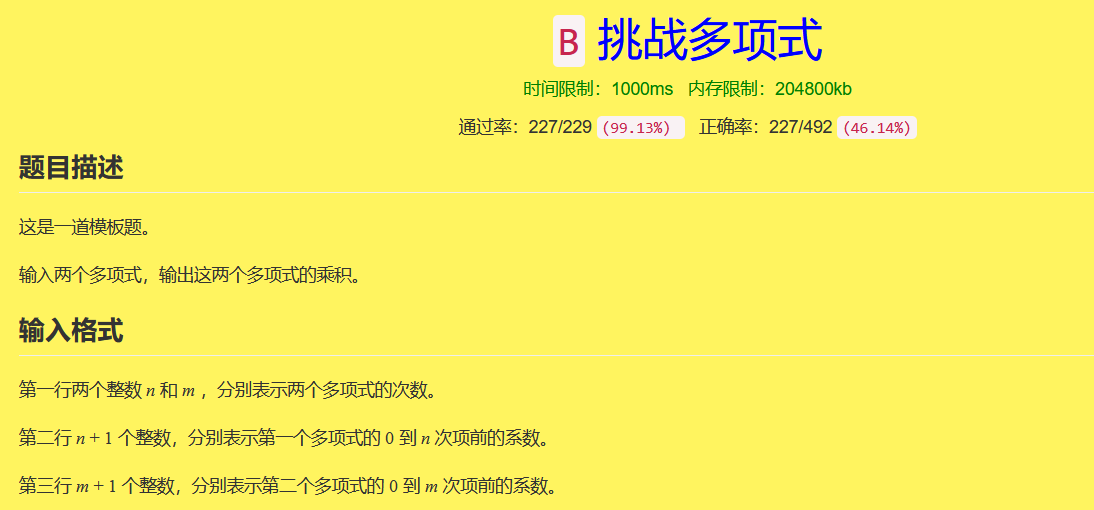 B 挑战多项式
时间限制：1000ms 内存限制：204800kb
通过率：227/229 (99.13%) 正确率：227/492 (46.14%)
题目描述
这是一道模板题。
输入两个多项式，输出这两个多项式的乘积。
输入格式
第一行两个整数 n 和 m ，分别表示两个多项式的次数。
第二行 n + 1 个整数，分别表示第一个多项式的 0 到 n 次项前的系数。
第三行 m + 1 个整数，分别表示第二个多项式的 0 到 m 次项前的系数。